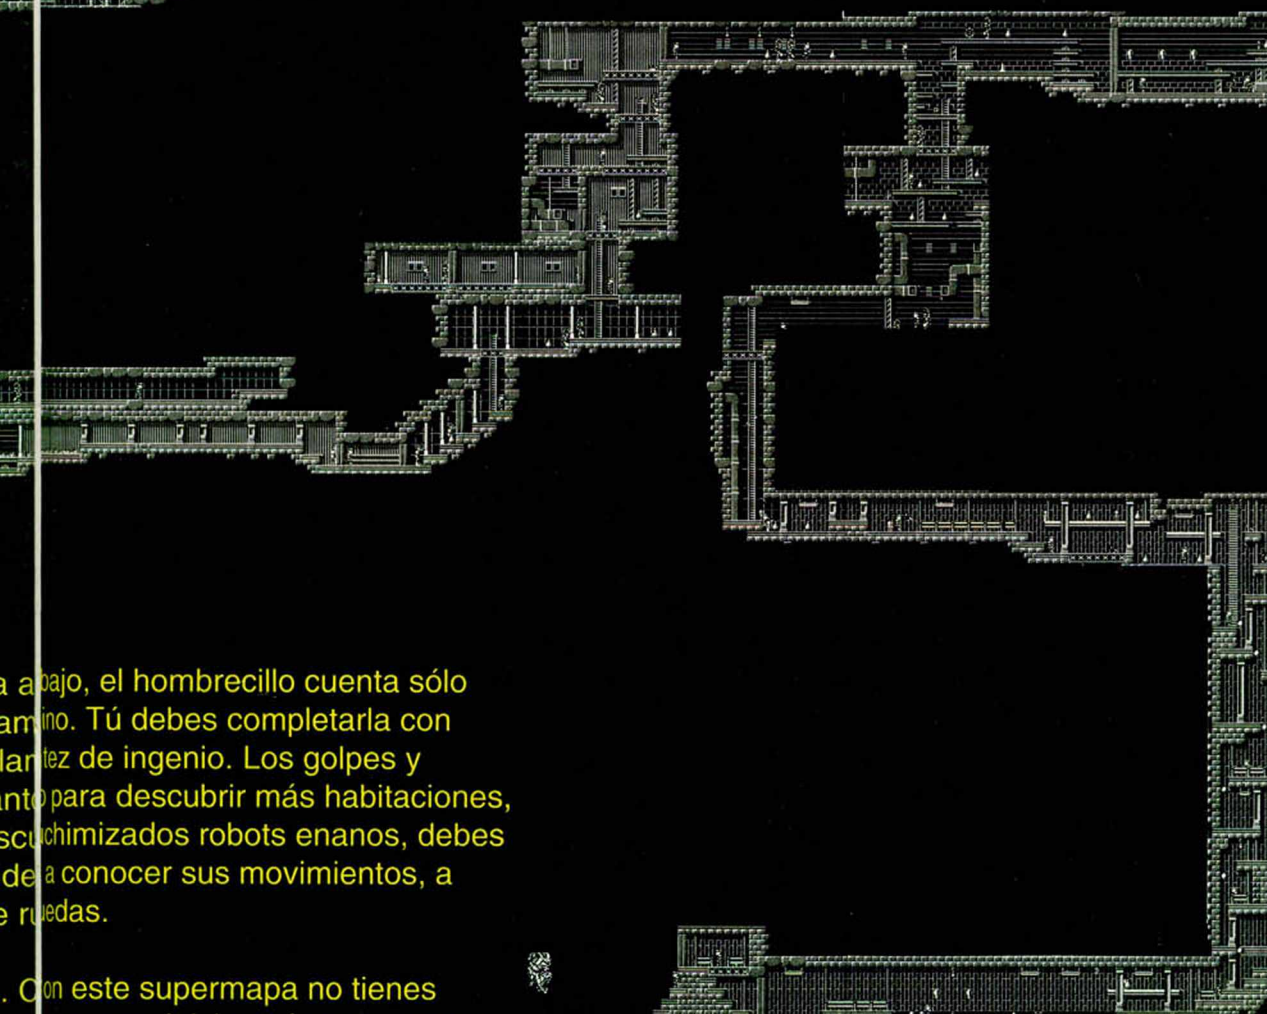 a abajo, el hombrecillo cuenta sólo
amino. Tú debes completarla con
lantez de ingenio. Los golpes y
anto para descubrir más habitaciones,
scuchimizados robots enanos, debes
de a conocer sus movimientos, a
e ruedas.
. Con este supermapa no tienes